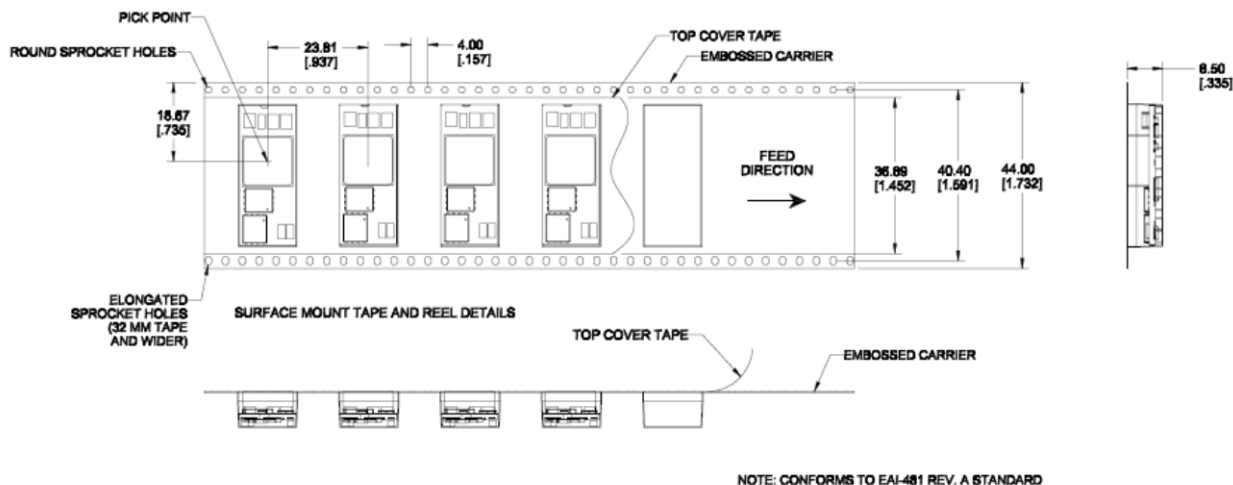 PICK POINT
ROUND SPROCKET HOLES
23.81
[.937]
4.00
[.157]
TOP COVER TAPE
EMBOSSED CARRIER
8.50
[.335]
18.67
[.735]
FEED
DIRECTION
36.89
[1.452]
40.40
[1.591]
44.00
[1.732]
ELONGATED
SPROCKET HOLES
(32 MM TAPE
AND WIDER)
SURFACE MOUNT TAPE AND REEL DETAILS
TOP COVER TAPE
EMBOSSED CARRIER
NOTE: CONFORMS TO EAI-481 REV. A STANDARD